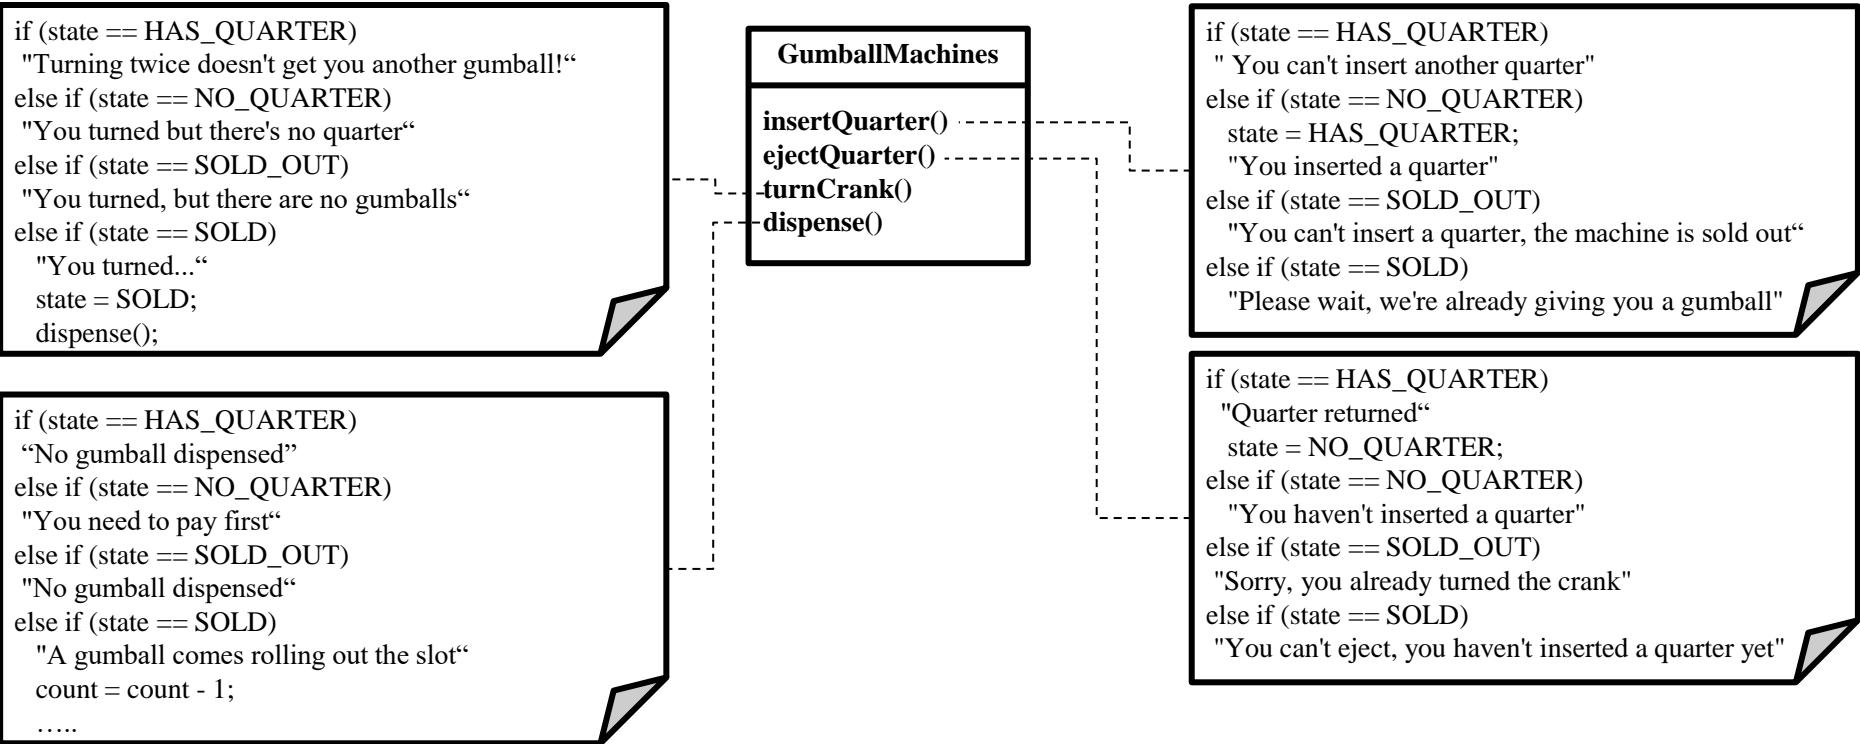 if (state == HAS_QUARTER)
"Turning twice doesn't get you another gumball!“
else if (state == NO_QUARTER)
"You turned but there's no quarter“
else if (state == SOLD_OUT)
"You turned, but there are no gumballs“
else if (state == SOLD)
"You turned...“
state = SOLD;
dispense();
if (state == HAS_QUARTER)
“No gumball dispensed”
else if (state == NO_QUARTER)
"You need to pay first“
else if (state == SOLD_OUT)
"No gumball dispensed“
else if (state == SOLD)
"A gumball comes rolling out the slot“
count = count - 1;
…..
GumballMachines
insertQuarter()
ejectQuarter()
turnCrank()
dispense()
if (state == HAS_QUARTER)
" You can't insert another quarter"
else if (state == NO_QUARTER)
state = HAS_QUARTER;
"You inserted a quarter"
else if (state == SOLD_OUT)
"You can't insert a quarter, the machine is sold out“
else if (state == SOLD)
"Please wait, we're already giving you a gumball"
if (state == HAS_QUARTER)
"Quarter returned“
state = NO_QUARTER;
else if (state == NO_QUARTER)
"You haven't inserted a quarter"
else if (state == SOLD_OUT)
"Sorry, you already turned the crank"
else if (state == SOLD)
"You can't eject, you haven't inserted a quarter yet"